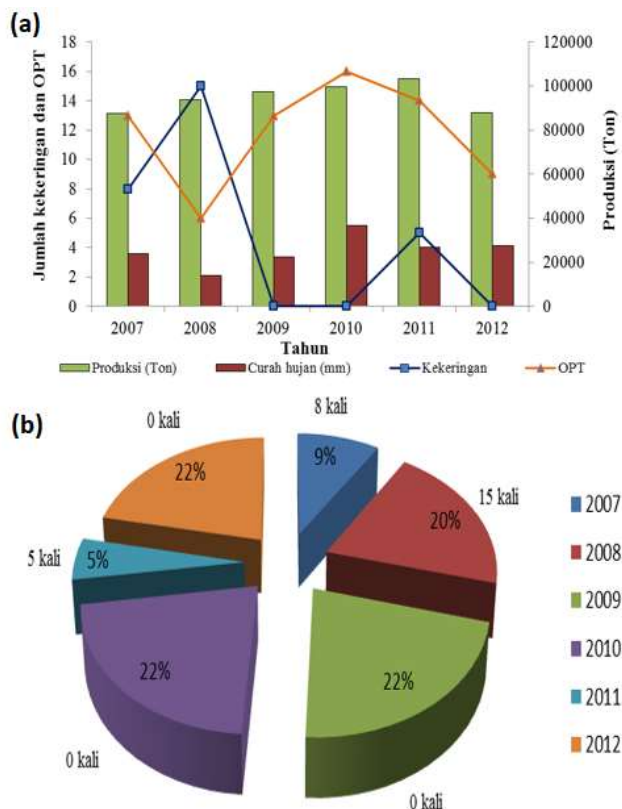 (a)
Jumlah kekeringan dan OPT
18
16
14
12
10
8
6
4
2
0
120000
100000
80000
60000
40000
20000
0
Produksi (Ton)
2007 2008 2009 2010 2011 2012
Tahun
Produksi (Ton) Curah hujan (mm) Kekeringan OPT
(b)
8 kali
9%
15 kali
20%
0 kali
22%
0 kali
22%
5 kali
5%
0 kali
22%
2007
2008
2009
2010
2011
2012